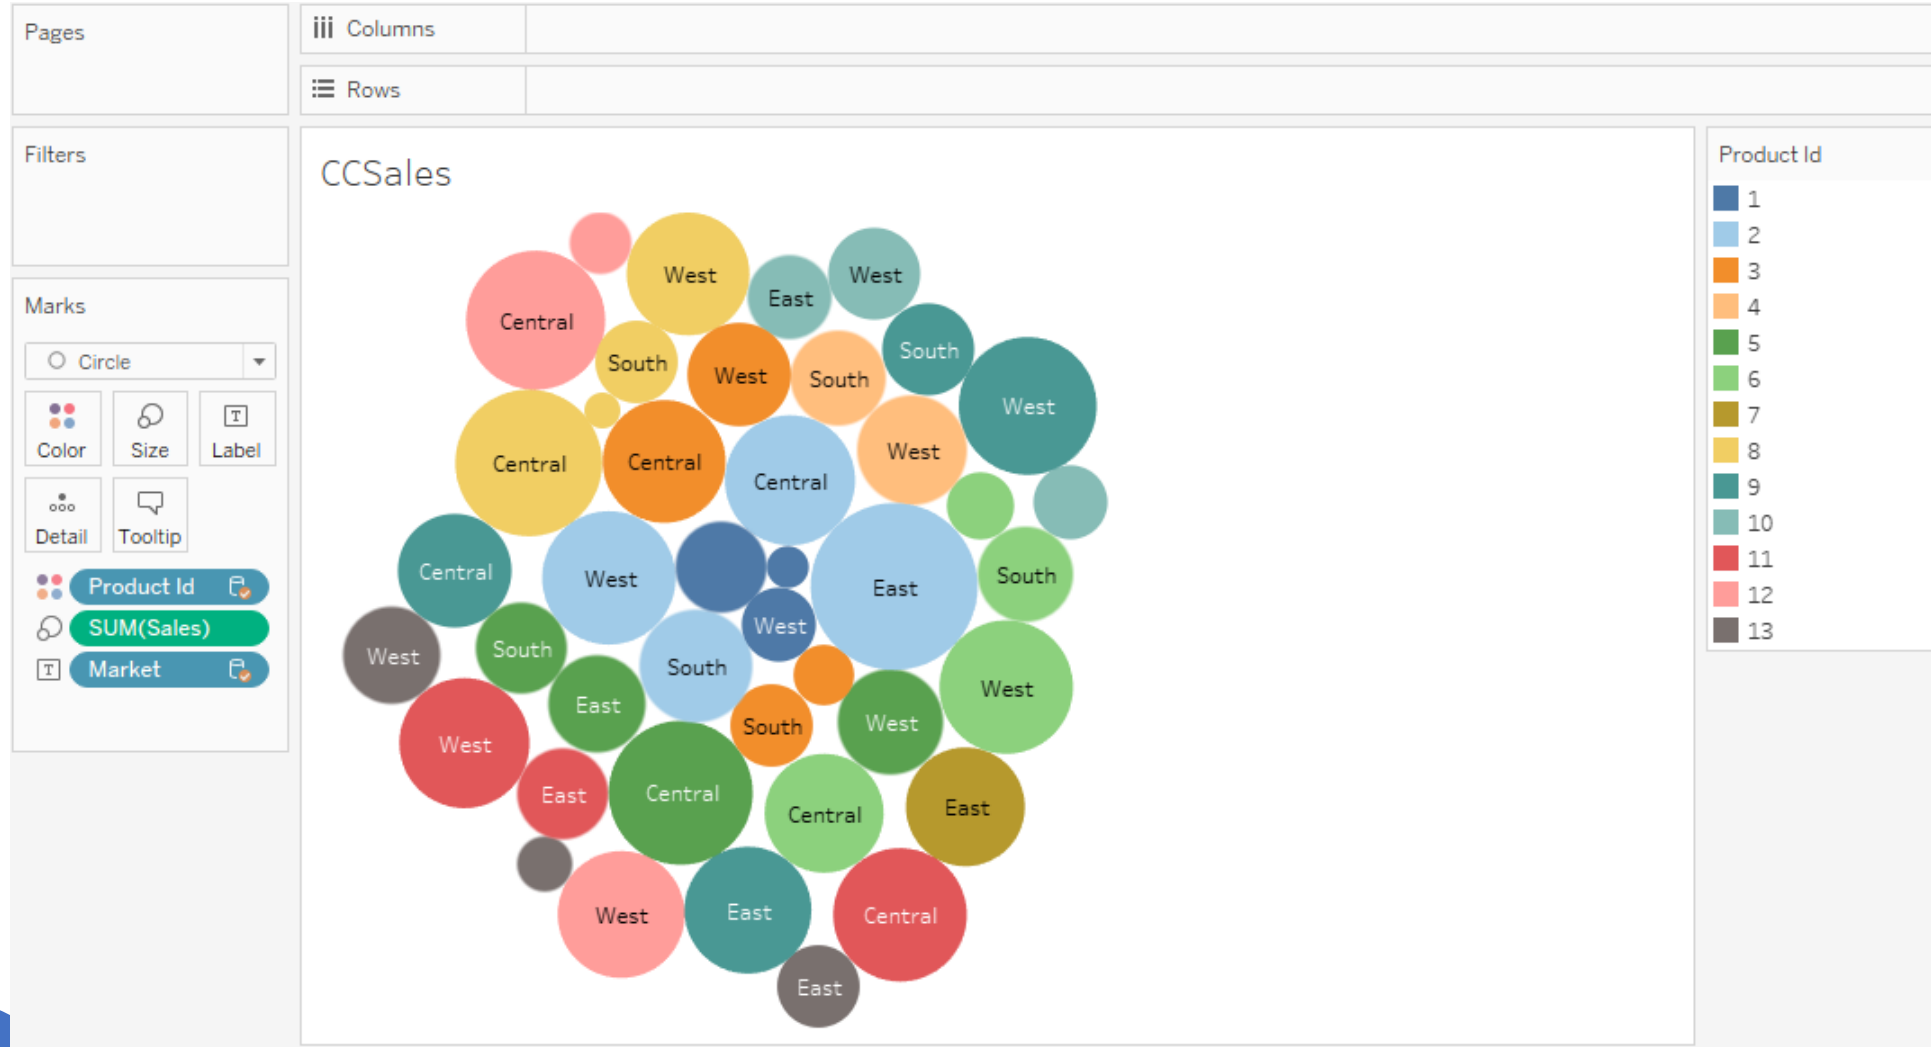 Pages
Columns
Rows
Filters
CCSales
Product Id
1
2
3
4
5
6
7
8
9
10
11
12
13
Marks
Circle
Color
Size
T
Label
Detail
Tooltip
Product Id
SUM(Sales)
T
Market
West
West
East
Central
South
South
West
South
West
West
Central
Central
Central
Central
West
East
South
West
South
West
South
West
South
East
West
West
South
West
East
Central
Central
East
West
East
Central
East